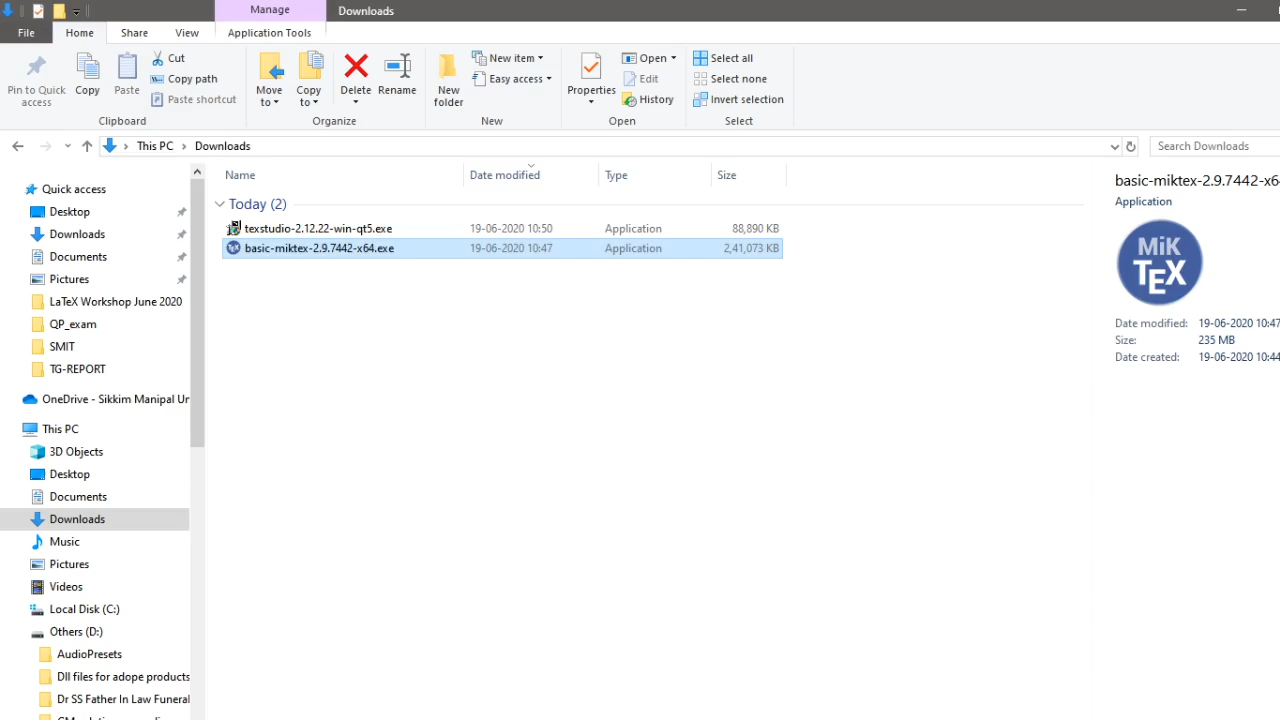 Manage
Downloads
File
Home
Share
View
Application Tools
Pin to Quick access
Copy
Paste
Cut
Copy path
Paste shortcut
Clipboard
Move to
Copy to
Delete
Rename
Organize
New folder
New item
Easy access
New
Properties
Open
Edit
History
Open
Select all
Select none
Invert selection
Select
This PC > Downloads
Search Downloads
Name
Date modified
Type
Size
Today (2)
texstudio-2.12.22-win-qt5.exe 19-06-2020 10:50 Application 88,890 KB
basic-miktex-2.9.7442-x64.exe 19-06-2020 10:47 Application 2,41,073 KB
Quick access
Desktop
Downloads
Documents
Pictures
LaTeX Workshop June 2020
QP_exam
SMIT
TG-REPORT
OneDrive - Sikkim Manipal Un
This PC
3D Objects
Desktop
Documents
Downloads
Music
Pictures
Videos
Local Disk (C:)
Others (D:)
AudioPresets
Dll files for adope products
Dr SS Father In Law Funeral
basic-miktex-2.9.7442-x6
Application
MiK
TEX
Date modified: 19-06-2020 10:47
Size: 235 MB
Date created: 19-06-2020 10:44